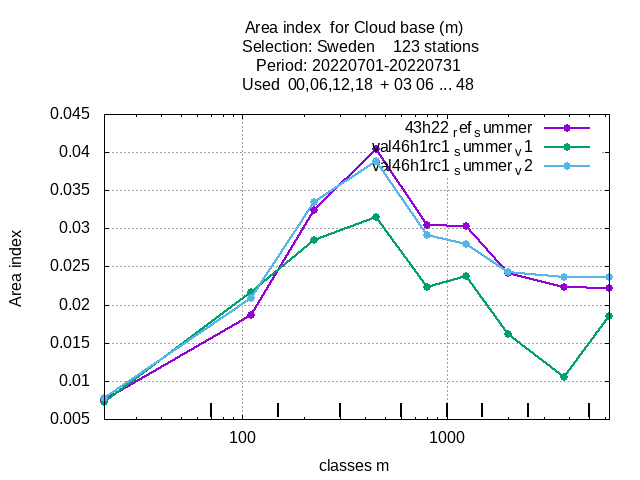 Area index for Cloud base (m)
Selection: Sweden 123 stations
Period: 20220701-20220731
Used 00,06,12,18 + 03 06 ... 48
0.045
0.04
0.035
0.03
0.025
0.02
0.015
0.01
0.005
Area index
43h22 ref summer
val46h1rc1 summer v1
val46h1rc1 summer v2
100
1000
classes m